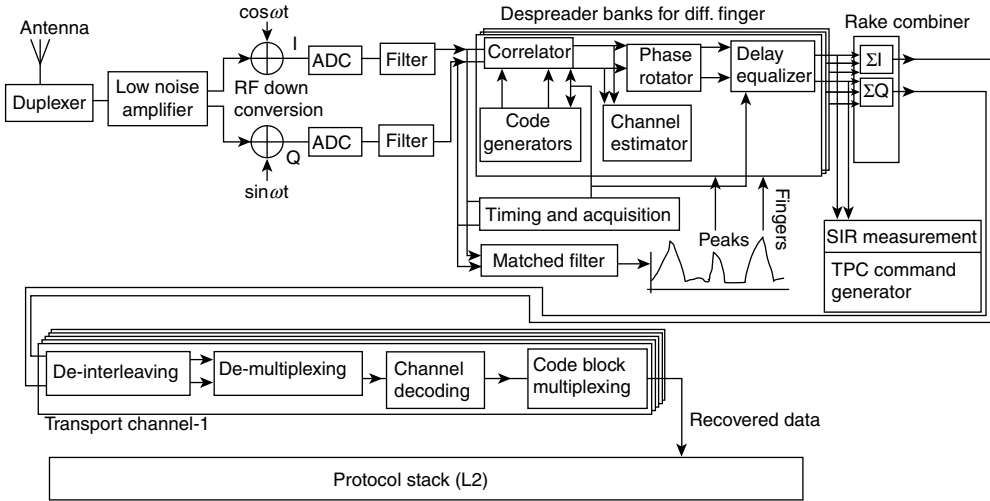 Antenna
Duplexer
Low noise
amplifier
cosωt
I
RF down
conversion
Q
sinωt
ADC
Filter
ADC
Filter
Despreader banks for diff. finger
Correlator
Code
generators
Phase
rotator
Channel
estimator
Delay
equalizer
Rake combiner
ΣI
ΣQ
Timing and acquisition
Matched filter
Peaks
Fingers
SIR measurement
TPC command
generator
De-interleaving
De-multiplexing
Channel
decoding
Code block
multiplexing
Transport channel-1
Recovered data
Protocol stack (L2)